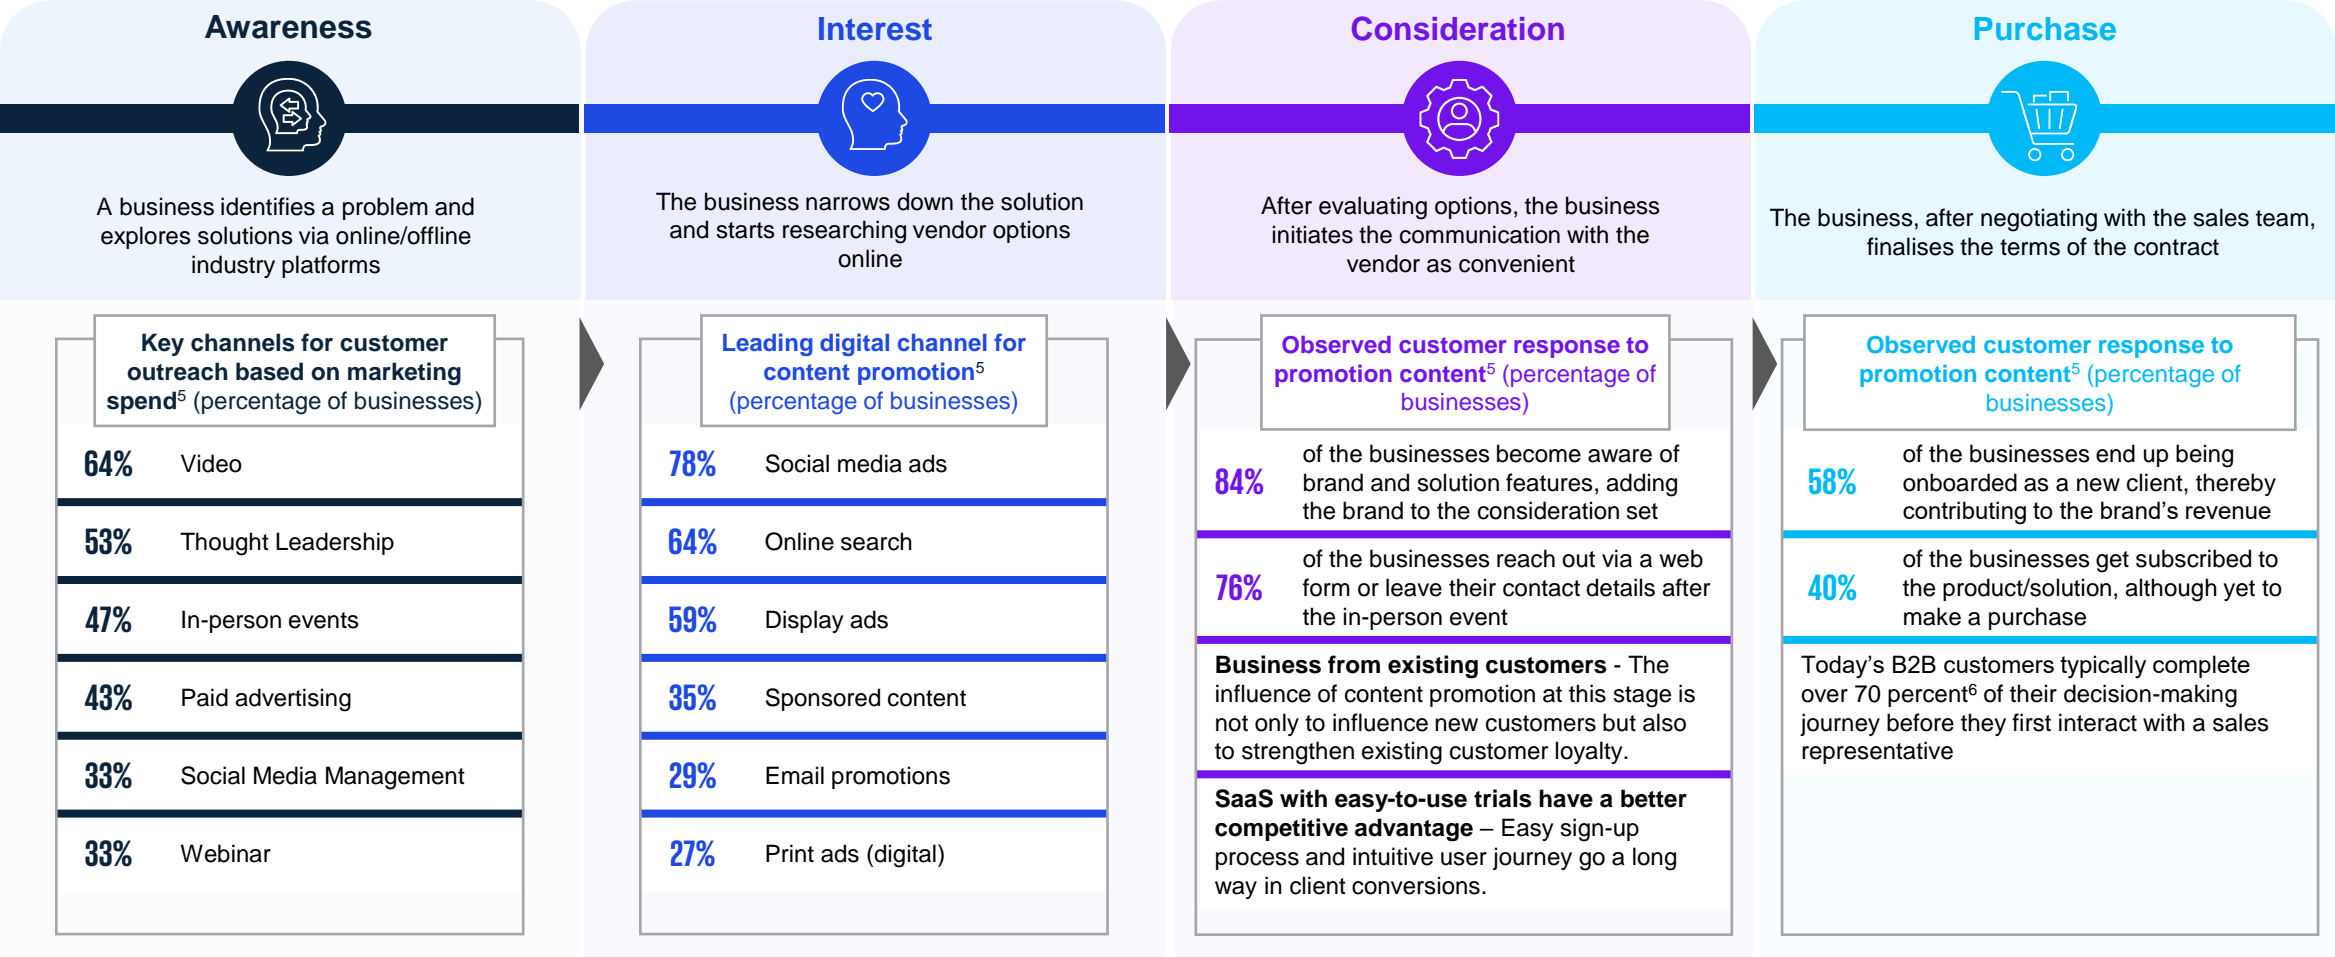 Awareness
A business identifies a problem and
explores solutions via online/offline
industry platforms
Key channels for customer
outreach based on marketing
spend5 (percentage of businesses)
64% Video
53% Thought Leadership
47% In-person events
43% Paid advertising
33% Social Media Management
33% Webinar
Interest
The business narrows down the solution
and starts researching vendor options
online
Leading digital channel for
content promotion5
(percentage of businesses)
78% Social media ads
64% Online search
59% Display ads
35% Sponsored content
29% Email promotions
27% Print ads (digital)
Consideration
After evaluating options, the business
initiates the communication with the
vendor as convenient
Observed customer response to
promotion content5 (percentage of
businesses)
84%
of the businesses become aware of
brand and solution features, adding
the brand to the consideration set
76%
of the businesses reach out via a web
form or leave their contact details after
the in-person event
Business from existing customers - The
influence of content promotion at this stage is
not only to influence new customers but also
to strengthen existing customer loyalty.
SaaS with easy-to-use trials have a better
competitive advantage – Easy sign-up
process and intuitive user journey go a long
way in client conversions.
Purchase
The business, after negotiating with the sales team,
finalises the terms of the contract
Observed customer response to
promotion content5 (percentage of
businesses)
58%
of the businesses end up being
onboarded as a new client, thereby
contributing to the brand’s revenue
40%
of the businesses get subscribed to
the product/solution, although yet to
make a purchase
Today’s B2B customers typically complete
over 70 percent6 of their decision-making
journey before they first interact with a sales
representative